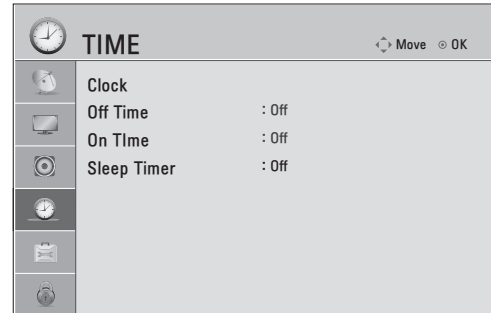 TIME
Move OK
Clock
Off Time : Off
On TIme : Off
Sleep Timer : Off